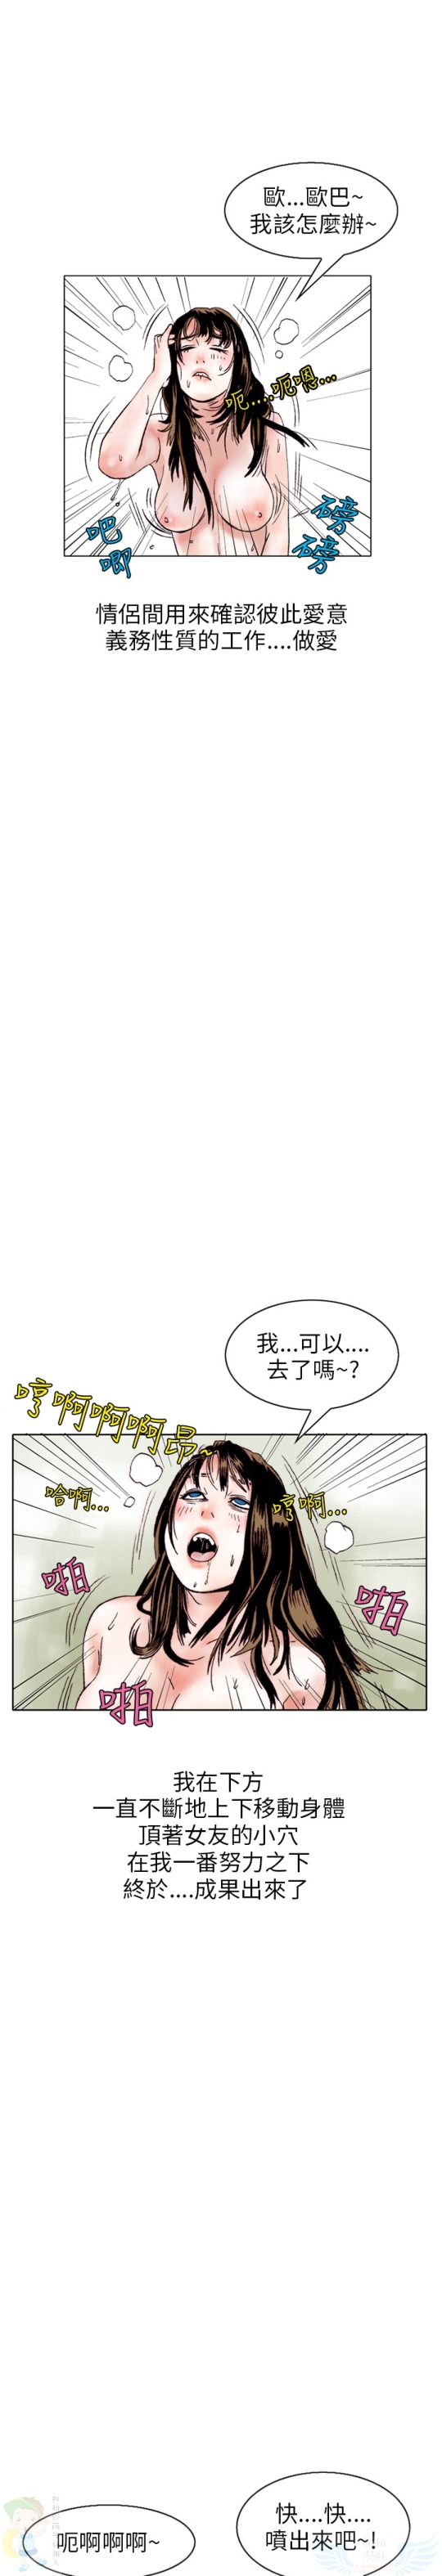 歐...歐巴~
我該怎麼辦~
呃....呃嗯...
吧
唧
磅
磅
情侶間用來確認彼此愛意
義務性質的工作....做愛
我...可以....
去了嗎~?
哼啊啊啊昂~
哈啊...
哼啊...
啪
啪
啪
我在下方
一直不斷地上下移動身體
頂著女友的小穴
在我一番努力之下
終於....成果出來了
快....快....
噴出來吧~!
呃啊啊啊~